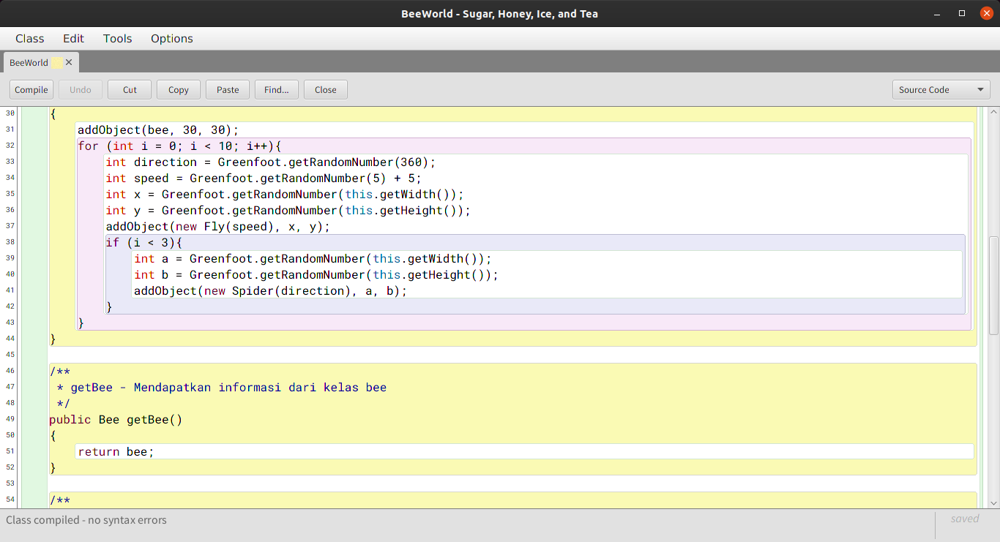 BeeWorld - Sugar, Honey, Ice, and Tea
Class Edit Tools Options
BeeWorld
Compile Undo Cut Copy Paste Find... Close Source Code
30 {
31 addObject(bee, 30, 30);
32 for (int i = 0; i < 10; i++){
33 int direction = Greenfoot.getRandomNumber(360);
34 int speed = Greenfoot.getRandomNumber(5) + 5;
35 int x = Greenfoot.getRandomNumber(this.getWidth());
36 int y = Greenfoot.getRandomNumber(this.getHeight());
37 addObject(new Fly(speed), x, y);
38 if (i < 3){
39 int a = Greenfoot.getRandomNumber(this.getWidth());
40 int b = Greenfoot.getRandomNumber(this.getHeight());
41 addObject(new Spider(direction), a, b);
42 }
43 }
44 }
45
46 /**
47 * getBee - Mendapatkan informasi dari kelas bee
48 */
49 public Bee getBee()
50 {
51 return bee;
52 }
53
54 /**
Class compiled - no syntax errors
saved